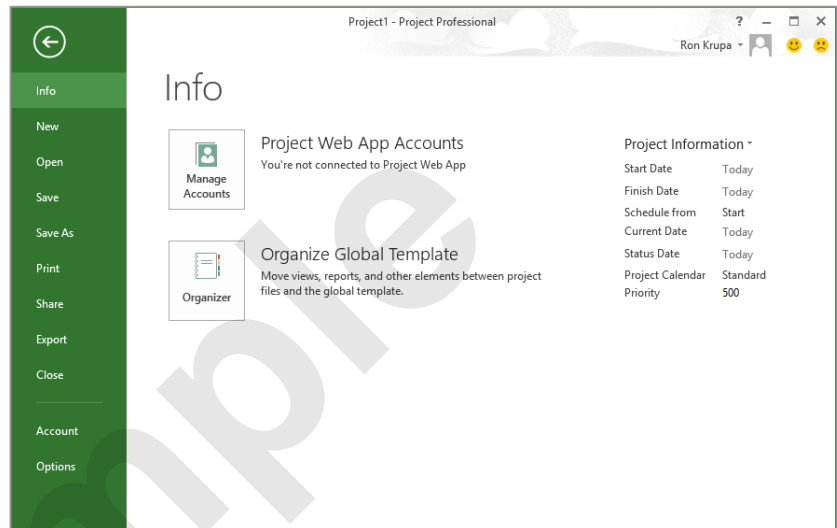 Project1 - Project Professional
?
Ron Krupa
Info
New
Open
Save
Save As
Print
Share
Export
Close
Account
Options
Info
Manage
Accounts
Project Web App Accounts
You're not connected to Project Web App
Organizer
Organize Global Template
Move views, reports, and other elements between project
files and the global template.
Project Information
Start Date Today
Finish Date Today
Schedule from Start
Current Date Today
Status Date Today
Project Calendar Standard
Priority 500
mple